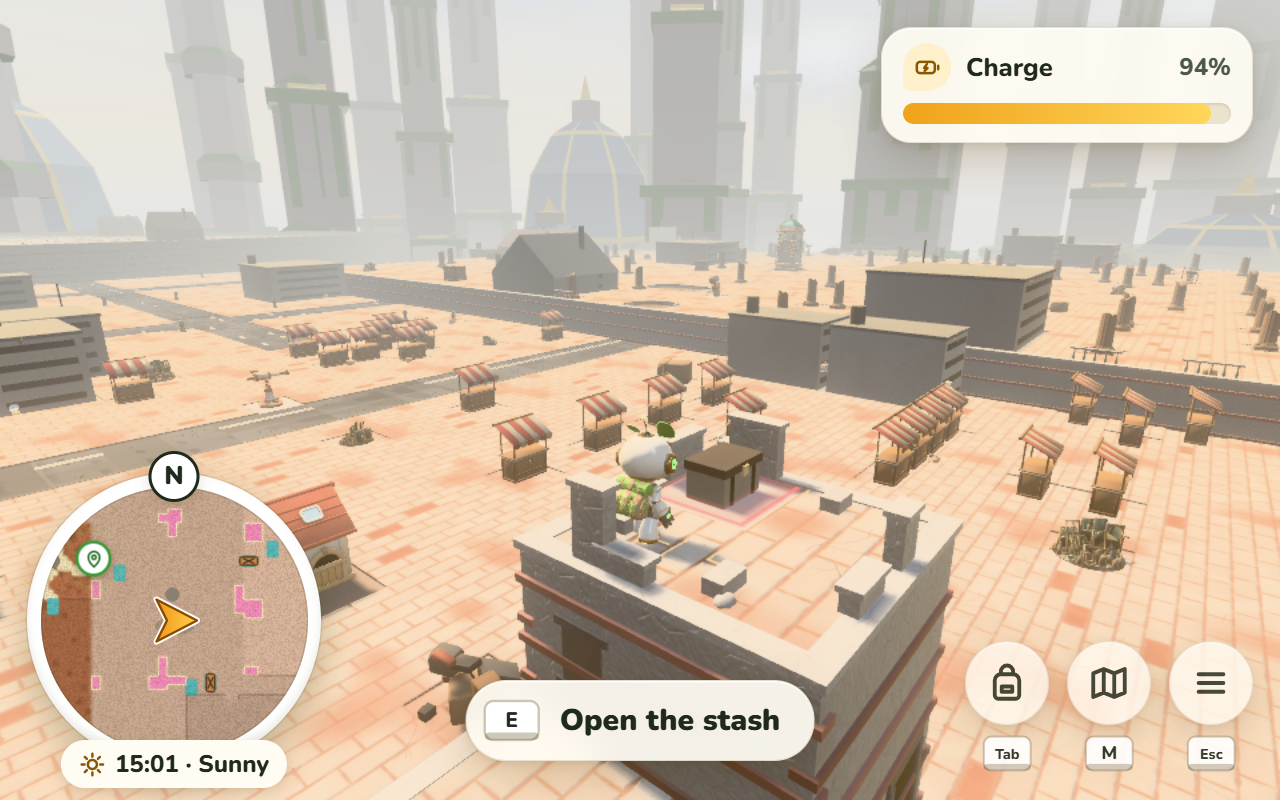 Charge 94%
N
E Open the stash
15:01 · Sunny
Tab M Esc